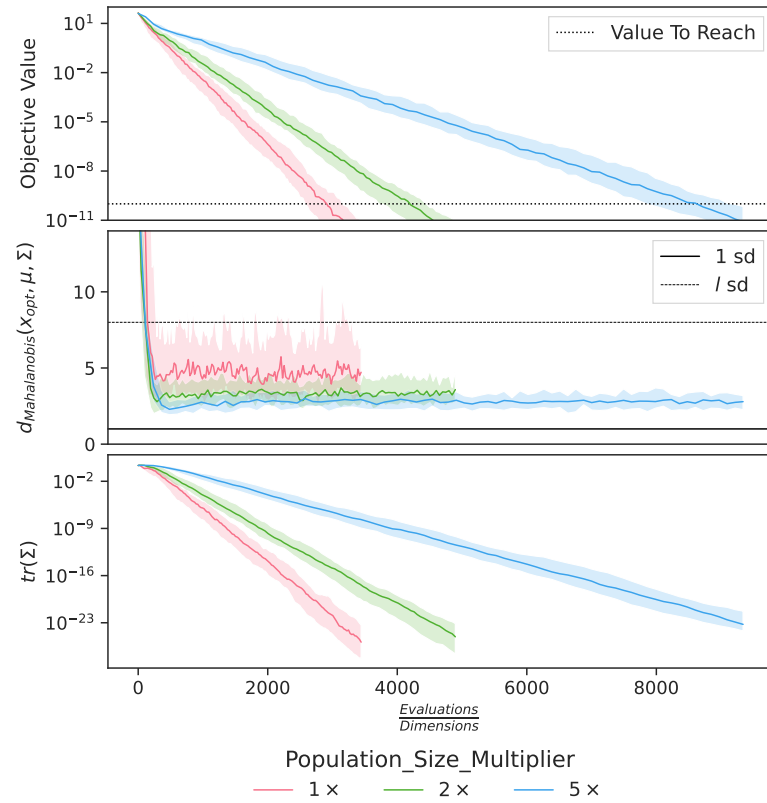 Objective Value
10^1
10^-2
10^-5
10^-8
10^-11
Value To Reach
d_Mahalanobis(x_opt, μ, Σ)
10
5
0
1 sd
l sd
tr(Σ)
10^-2
10^-9
10^-16
10^-23
0 2000 4000 6000 8000
Evaluations
Dimensions
Population_Size_Multiplier
1 × 2 × 5 ×